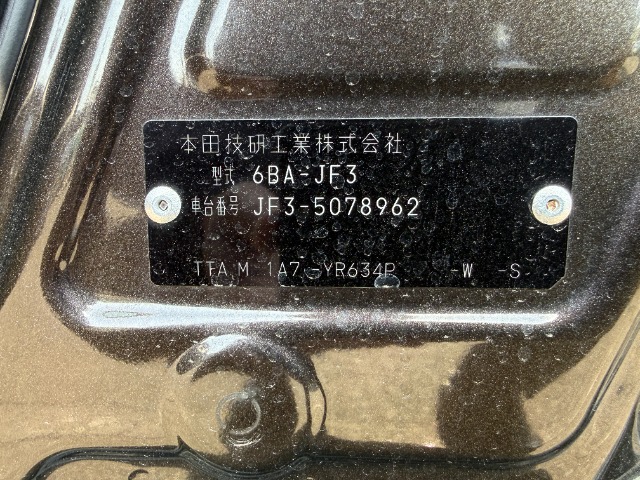 本田技研工業株式会社
型式 6BA-JF3
車台番号 JF3-5078962
TTA M 1A7 -YR634P -W -S